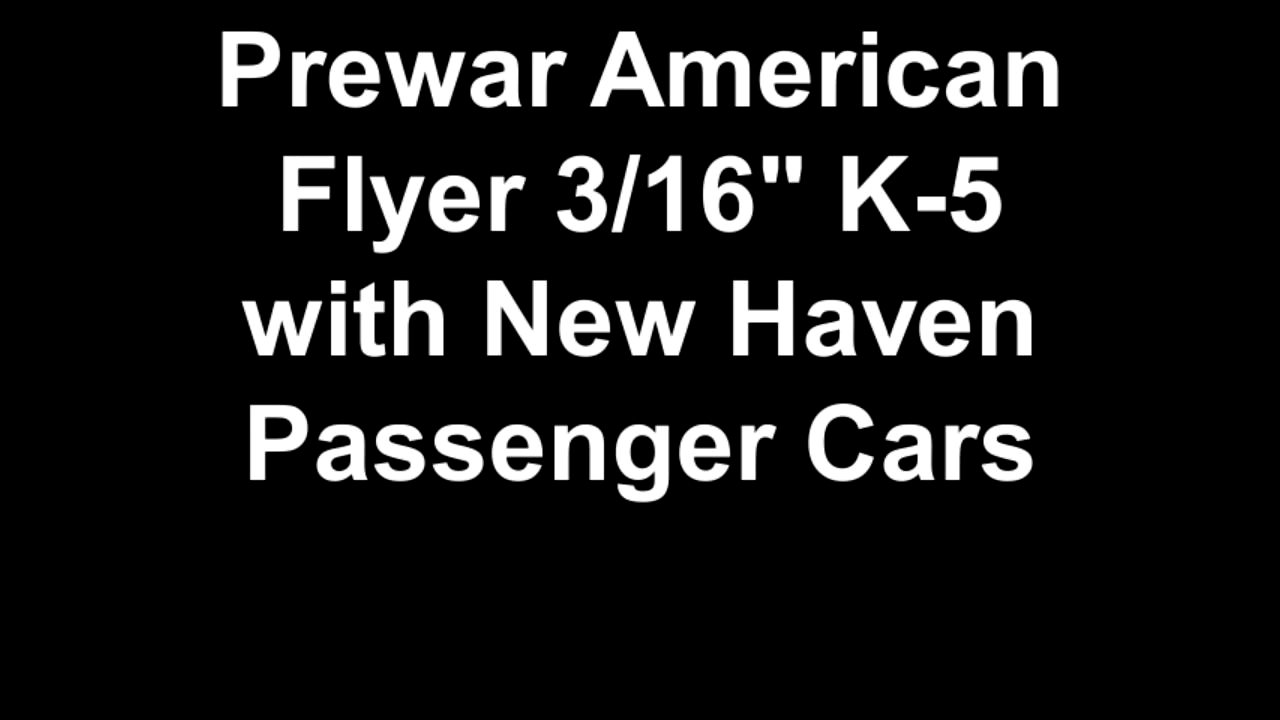 Prewar American
Flyer 3/16" K-5
with New Haven
Passenger Cars